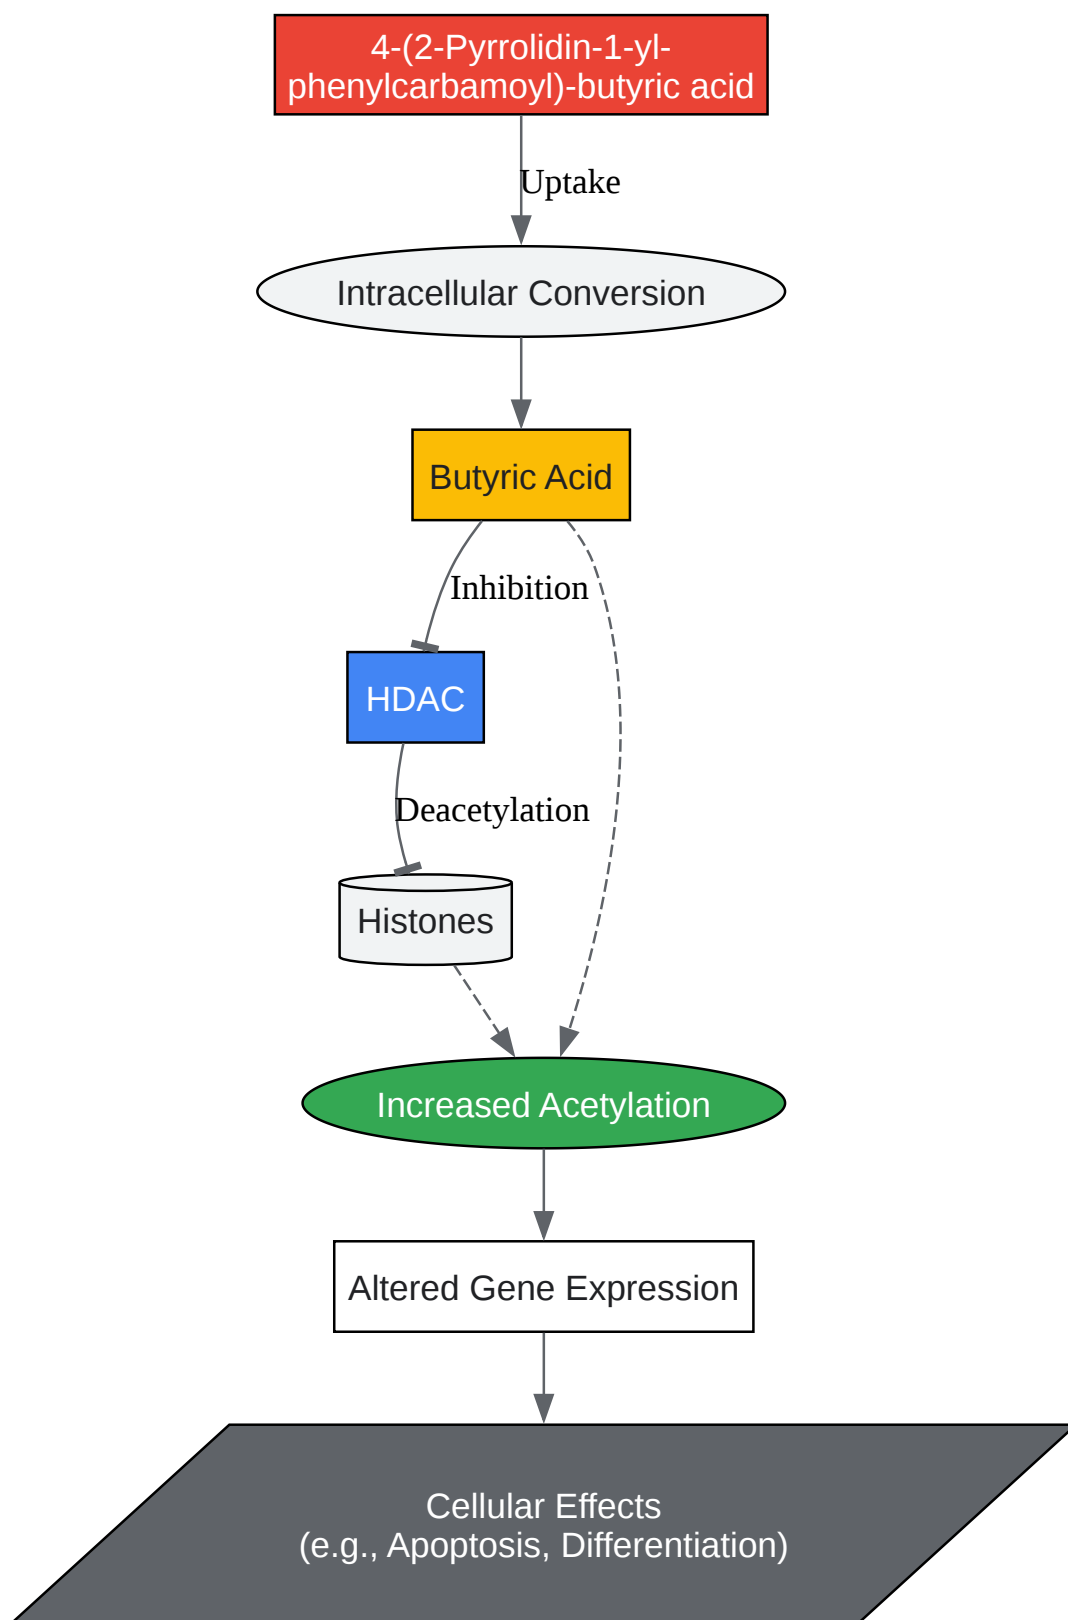 4-(2-Pyrrolidin-1-yl-
phenylcarbamoyl)-butyric acid
Uptake
Intracellular Conversion
Butyric Acid
Inhibition
HDAC
Deacetylation
Histones
Increased Acetylation
Altered Gene Expression
Cellular Effects
(e.g., Apoptosis, Differentiation)